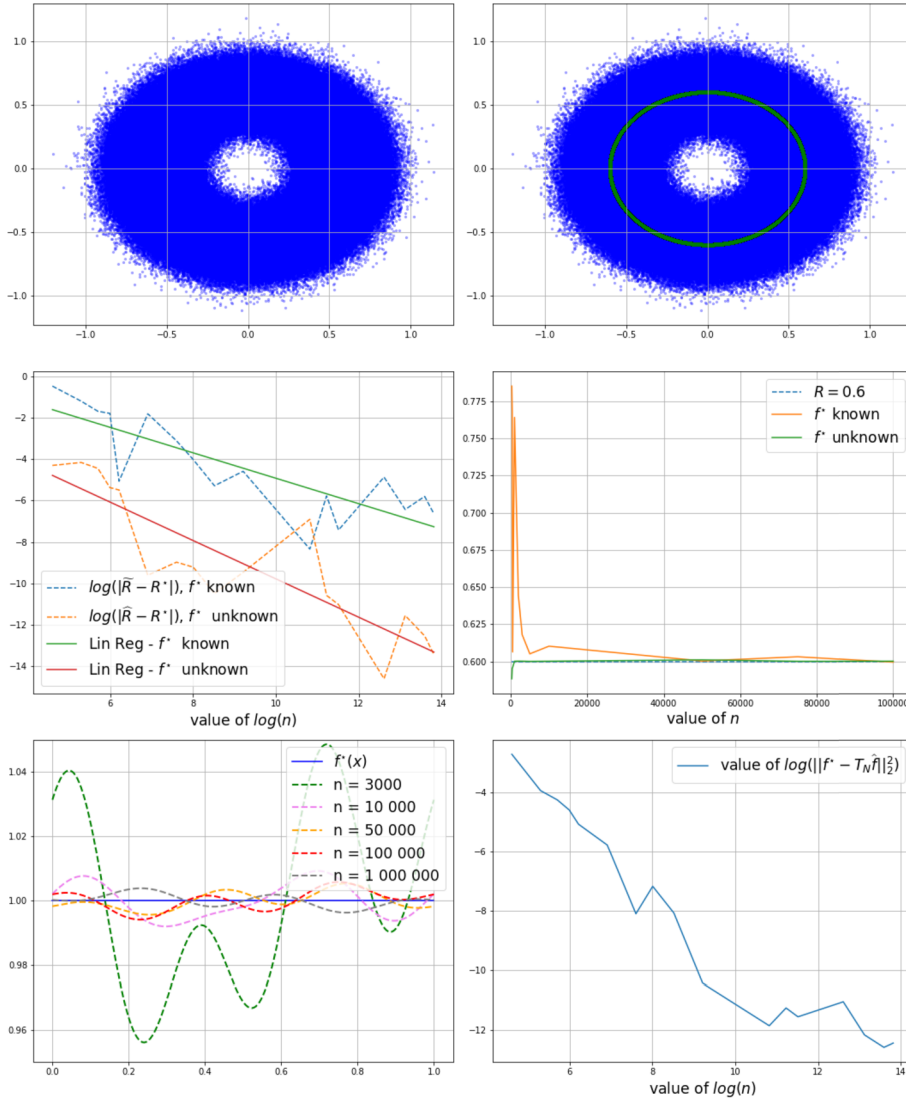 1.0
0.5
0.0
−0.5
−1.0
−1.0 −0.5 0.0 0.5 1.0
1.0
0.5
0.0
−0.5
−1.0
−1.0 −0.5 0.0 0.5 1.0
0
−2
−4
−6
−8
−10
−12
−14
log(|R̃ − R⋆|), f⋆ known
log(|R̂ − R⋆|), f⋆ unknown
Lin Reg - f⋆ known
Lin Reg - f⋆ unknown
6 8 10 12 14
value of log(n)
0.775
0.750
0.725
0.700
0.675
0.650
0.625
0.600
R = 0.6
f⋆ known
f⋆ unknown
0 20000 40000 60000 80000 100000
value of n
1.04
1.02
1.00
0.98
0.96
f⋆(x)
n = 3000
n = 10 000
n = 50 000
n = 100 000
n = 1 000 000
0.0 0.2 0.4 0.6 0.8 1.0
−4
−6
−8
−10
−12
value of log(||f⋆ − T_N f̂||₂²)
6 8 10 12 14
value of log(n)